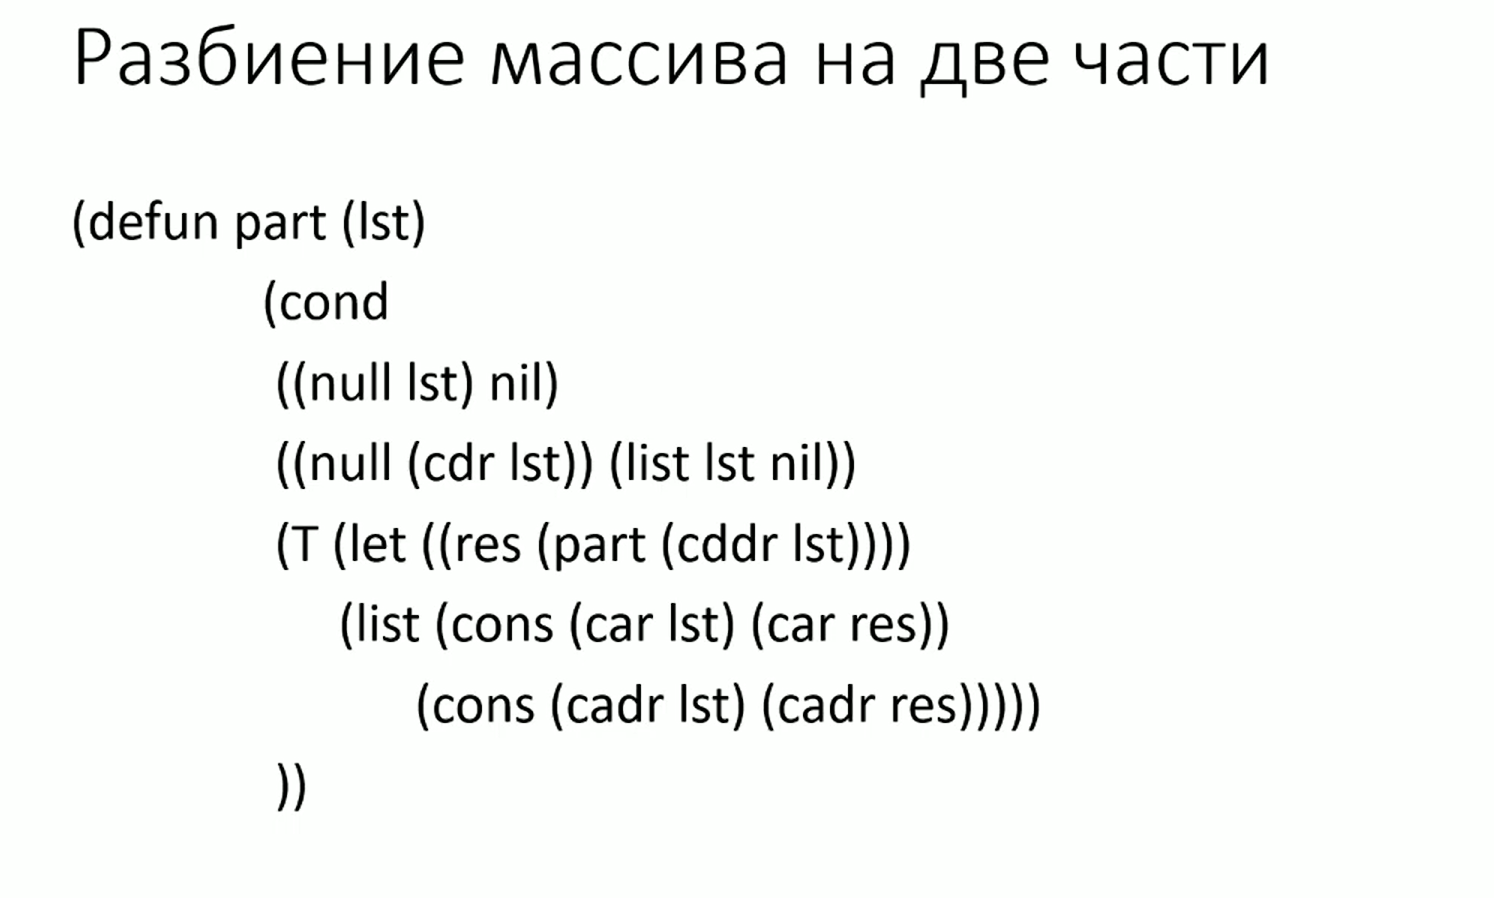 Разбиение массива на две части
(defun part (lst)
(cond
((null lst) nil)
((null (cdr lst)) (list lst nil))
(T (let ((res (part (cddr lst))))
(list (cons (car lst) (car res))
(cons (cadr lst) (cadr res)))))
))